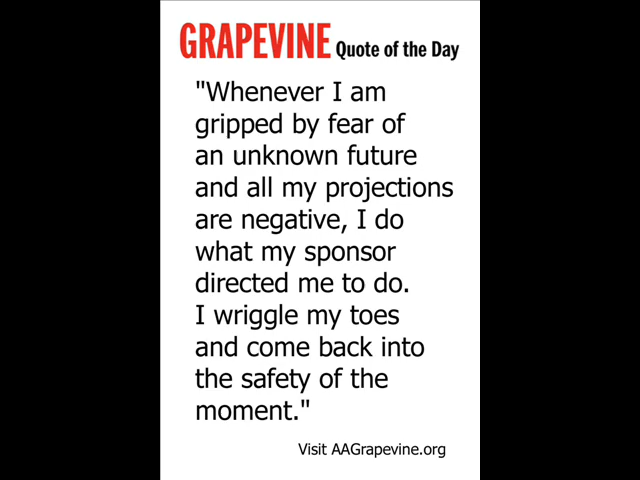 GRAPEVINE Quote of the Day
"Whenever I am
gripped by fear of
an unknown future
and all my projections
are negative, I do
what my sponsor
directed me to do.
I wriggle my toes
and come back into
the safety of the
moment."
Visit AAGrapevine.org